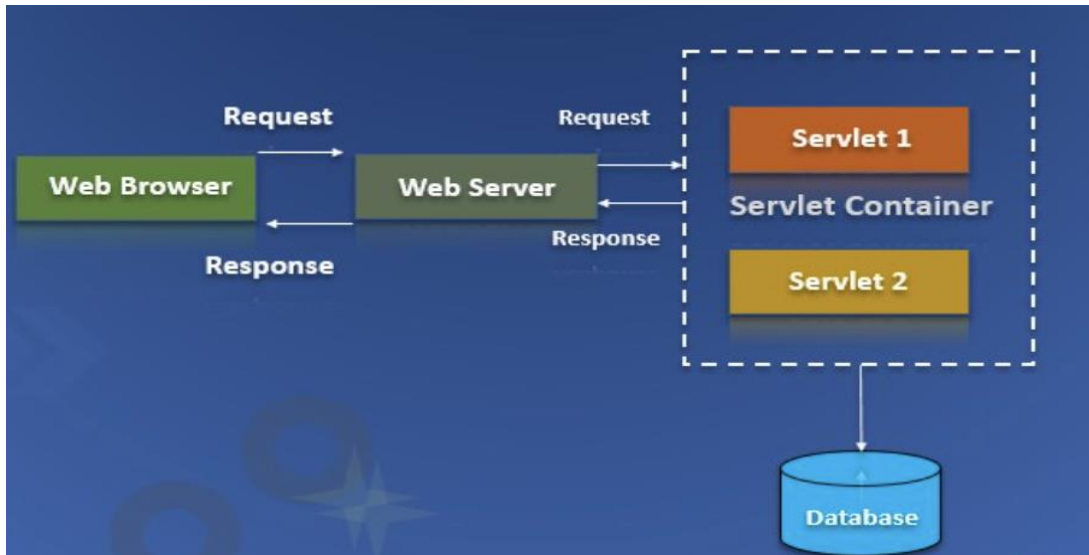 Request
Request
Web Browser
Web Server
Response
Response
Servlet 1
Servlet Container
Servlet 2
Database